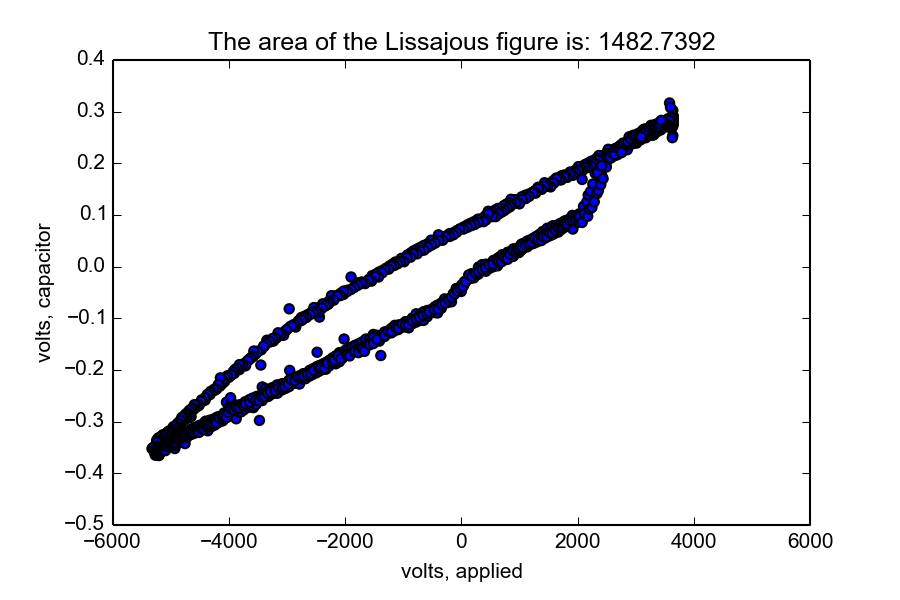 The area of the Lissajous figure is: 1482.7392
0.4
0.3
0.2
0.1
0.0
−0.1
−0.2
−0.3
−0.4
−0.5
volts, capacitor
−6000 −4000 −2000 0 2000 4000 6000
volts, applied